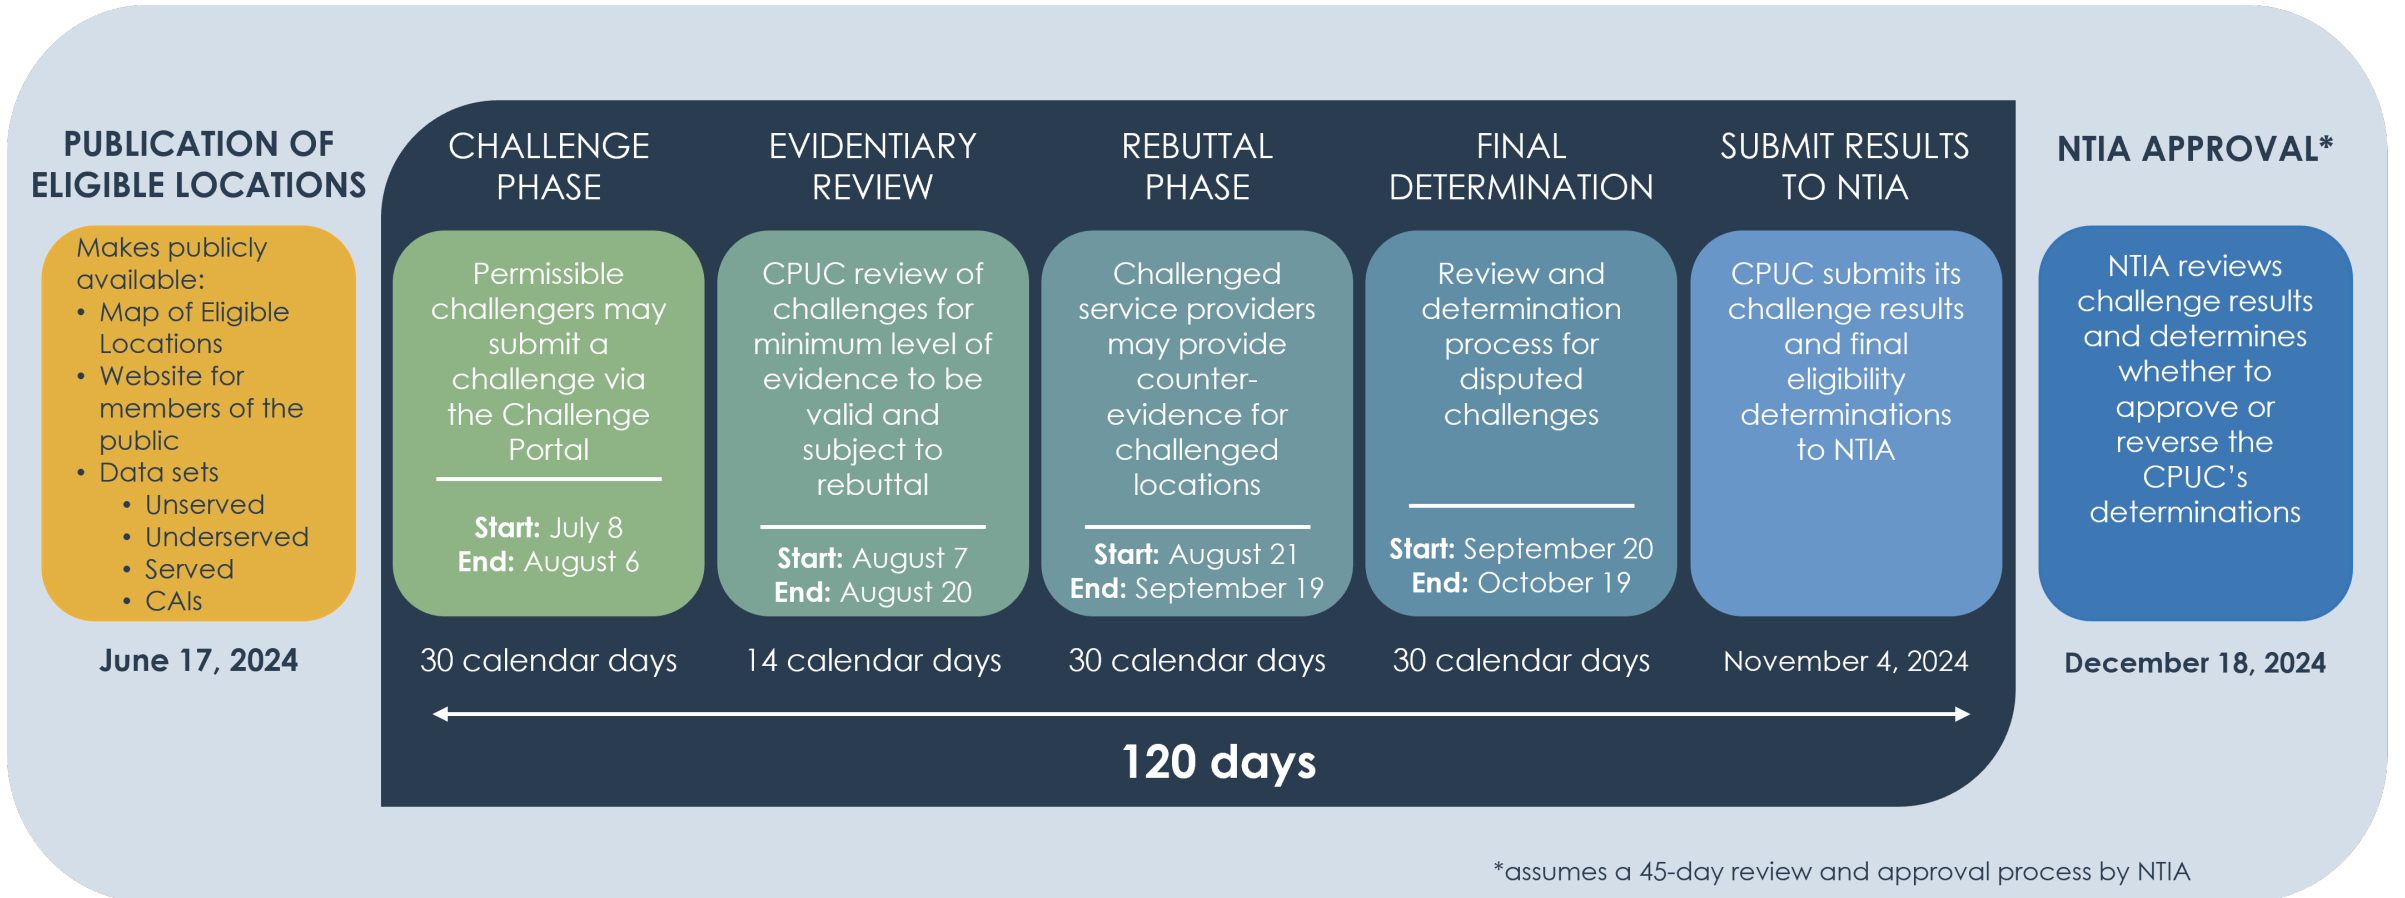 PUBLICATION OF
ELIGIBLE LOCATIONS
Makes publicly
available:
• Map of Eligible
Locations
• Website for
members of the
public
• Data sets
• Unserved
• Underserved
• Served
• CAIs
June 17, 2024
CHALLENGE
PHASE
Permissible
challengers may
submit a
challenge via
the Challenge
Portal
Start: July 8
End: August 6
30 calendar days
EVIDENTIARY
REVIEW
CPUC review of
challenges for
minimum level of
evidence to be
valid and
subject to
rebuttal
Start: August 7
End: August 20
14 calendar days
REBUTTAL
PHASE
Challenged
service providers
may provide
counter-
evidence for
challenged
locations
Start: August 21
End: September 19
30 calendar days
FINAL
DETERMINATION
Review and
determination
process for
disputed
challenges
Start: September 20
End: October 19
30 calendar days
SUBMIT RESULTS
TO NTIA
CPUC submits its
challenge results
and final
eligibility
determinations
to NTIA
November 4, 2024
120 days
NTIA APPROVAL*
NTIA reviews
challenge results
and determines
whether to
approve or
reverse the
CPUC’s
determinations
December 18, 2024
*assumes a 45-day review and approval process by NTIA